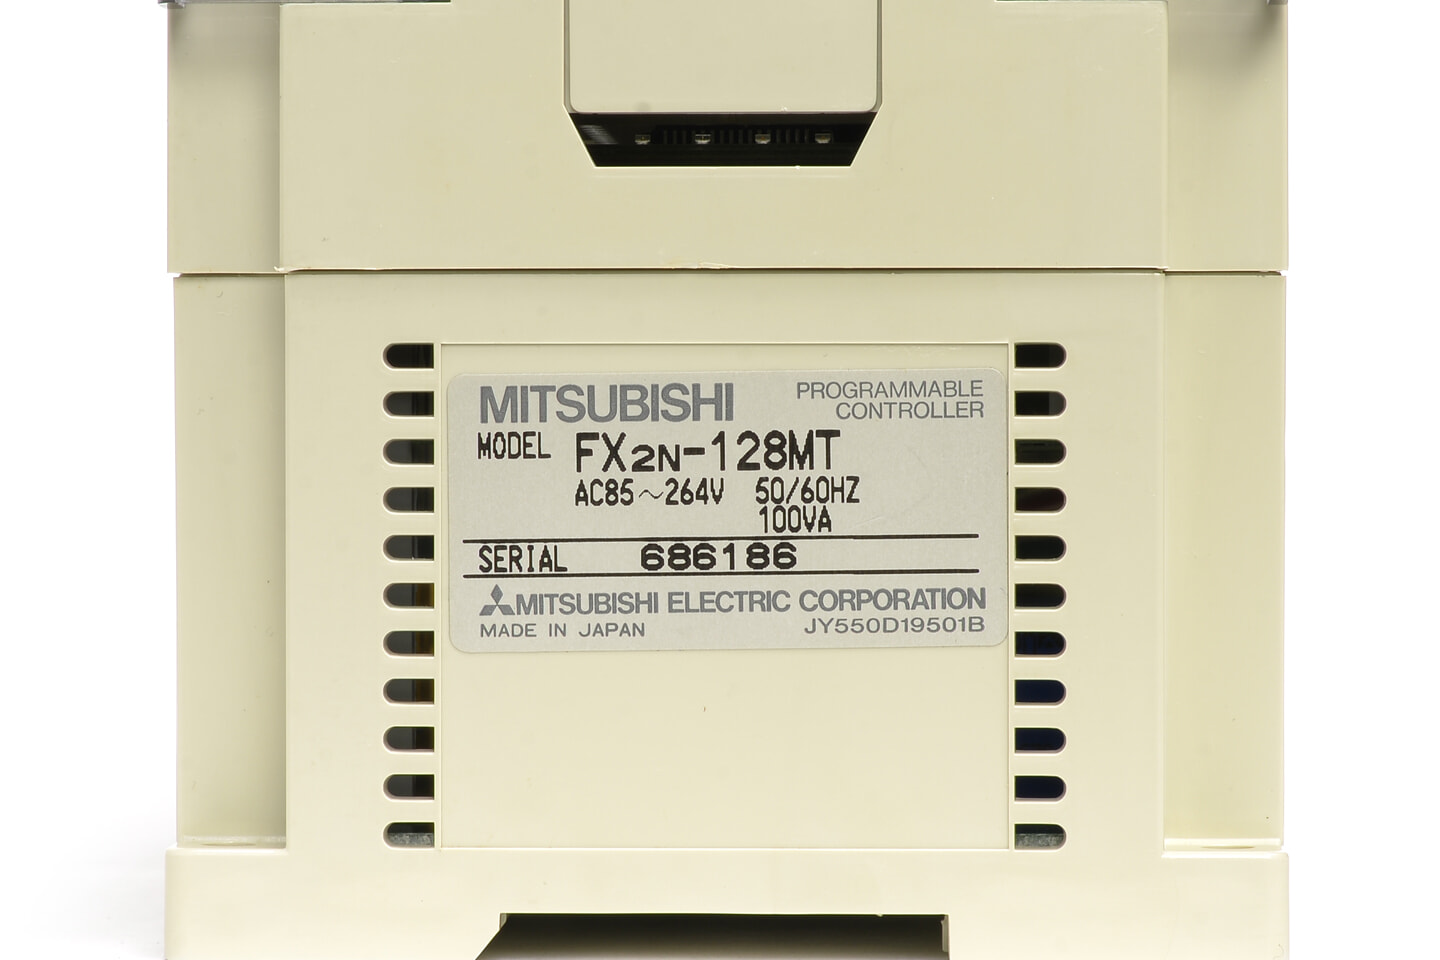 MITSUBISHI
PROGRAMMABLE
CONTROLLER
MODEL FX2N-128MT
AC85~264V 50/60HZ
100VA
SERIAL 686186
MITSUBISHI ELECTRIC CORPORATION
MADE IN JAPAN JY550D19501B